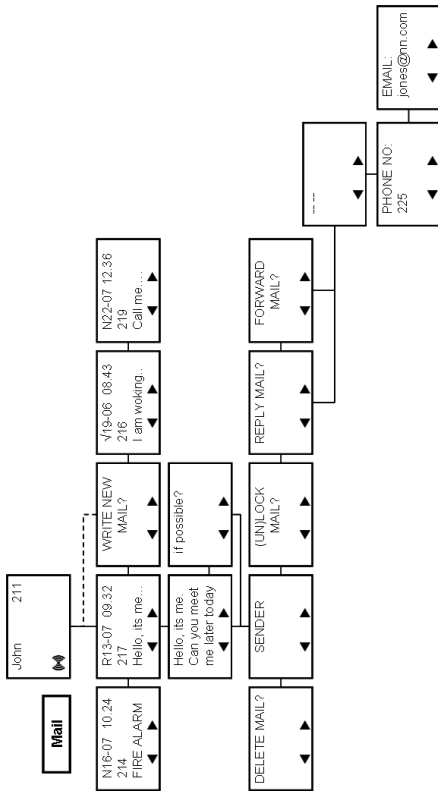 Mail
John 211
N16-07 10.24
214
FIRE ALARM
R13-07 09.32
217
Hello, its me...
WRITE NEW
MAIL?
√19-06 08.43
216
I am woking..
N22-07 12.36
219
Call me....
Hello, its me.
Can you meet
me later today
if possible?
DELETE MAIL?
SENDER
(UN)LOCK
MAIL?
REPLY MAIL?
FORWARD
MAIL?
-- --
PHONE NO:
225
EMAIL:
jones@nn.com